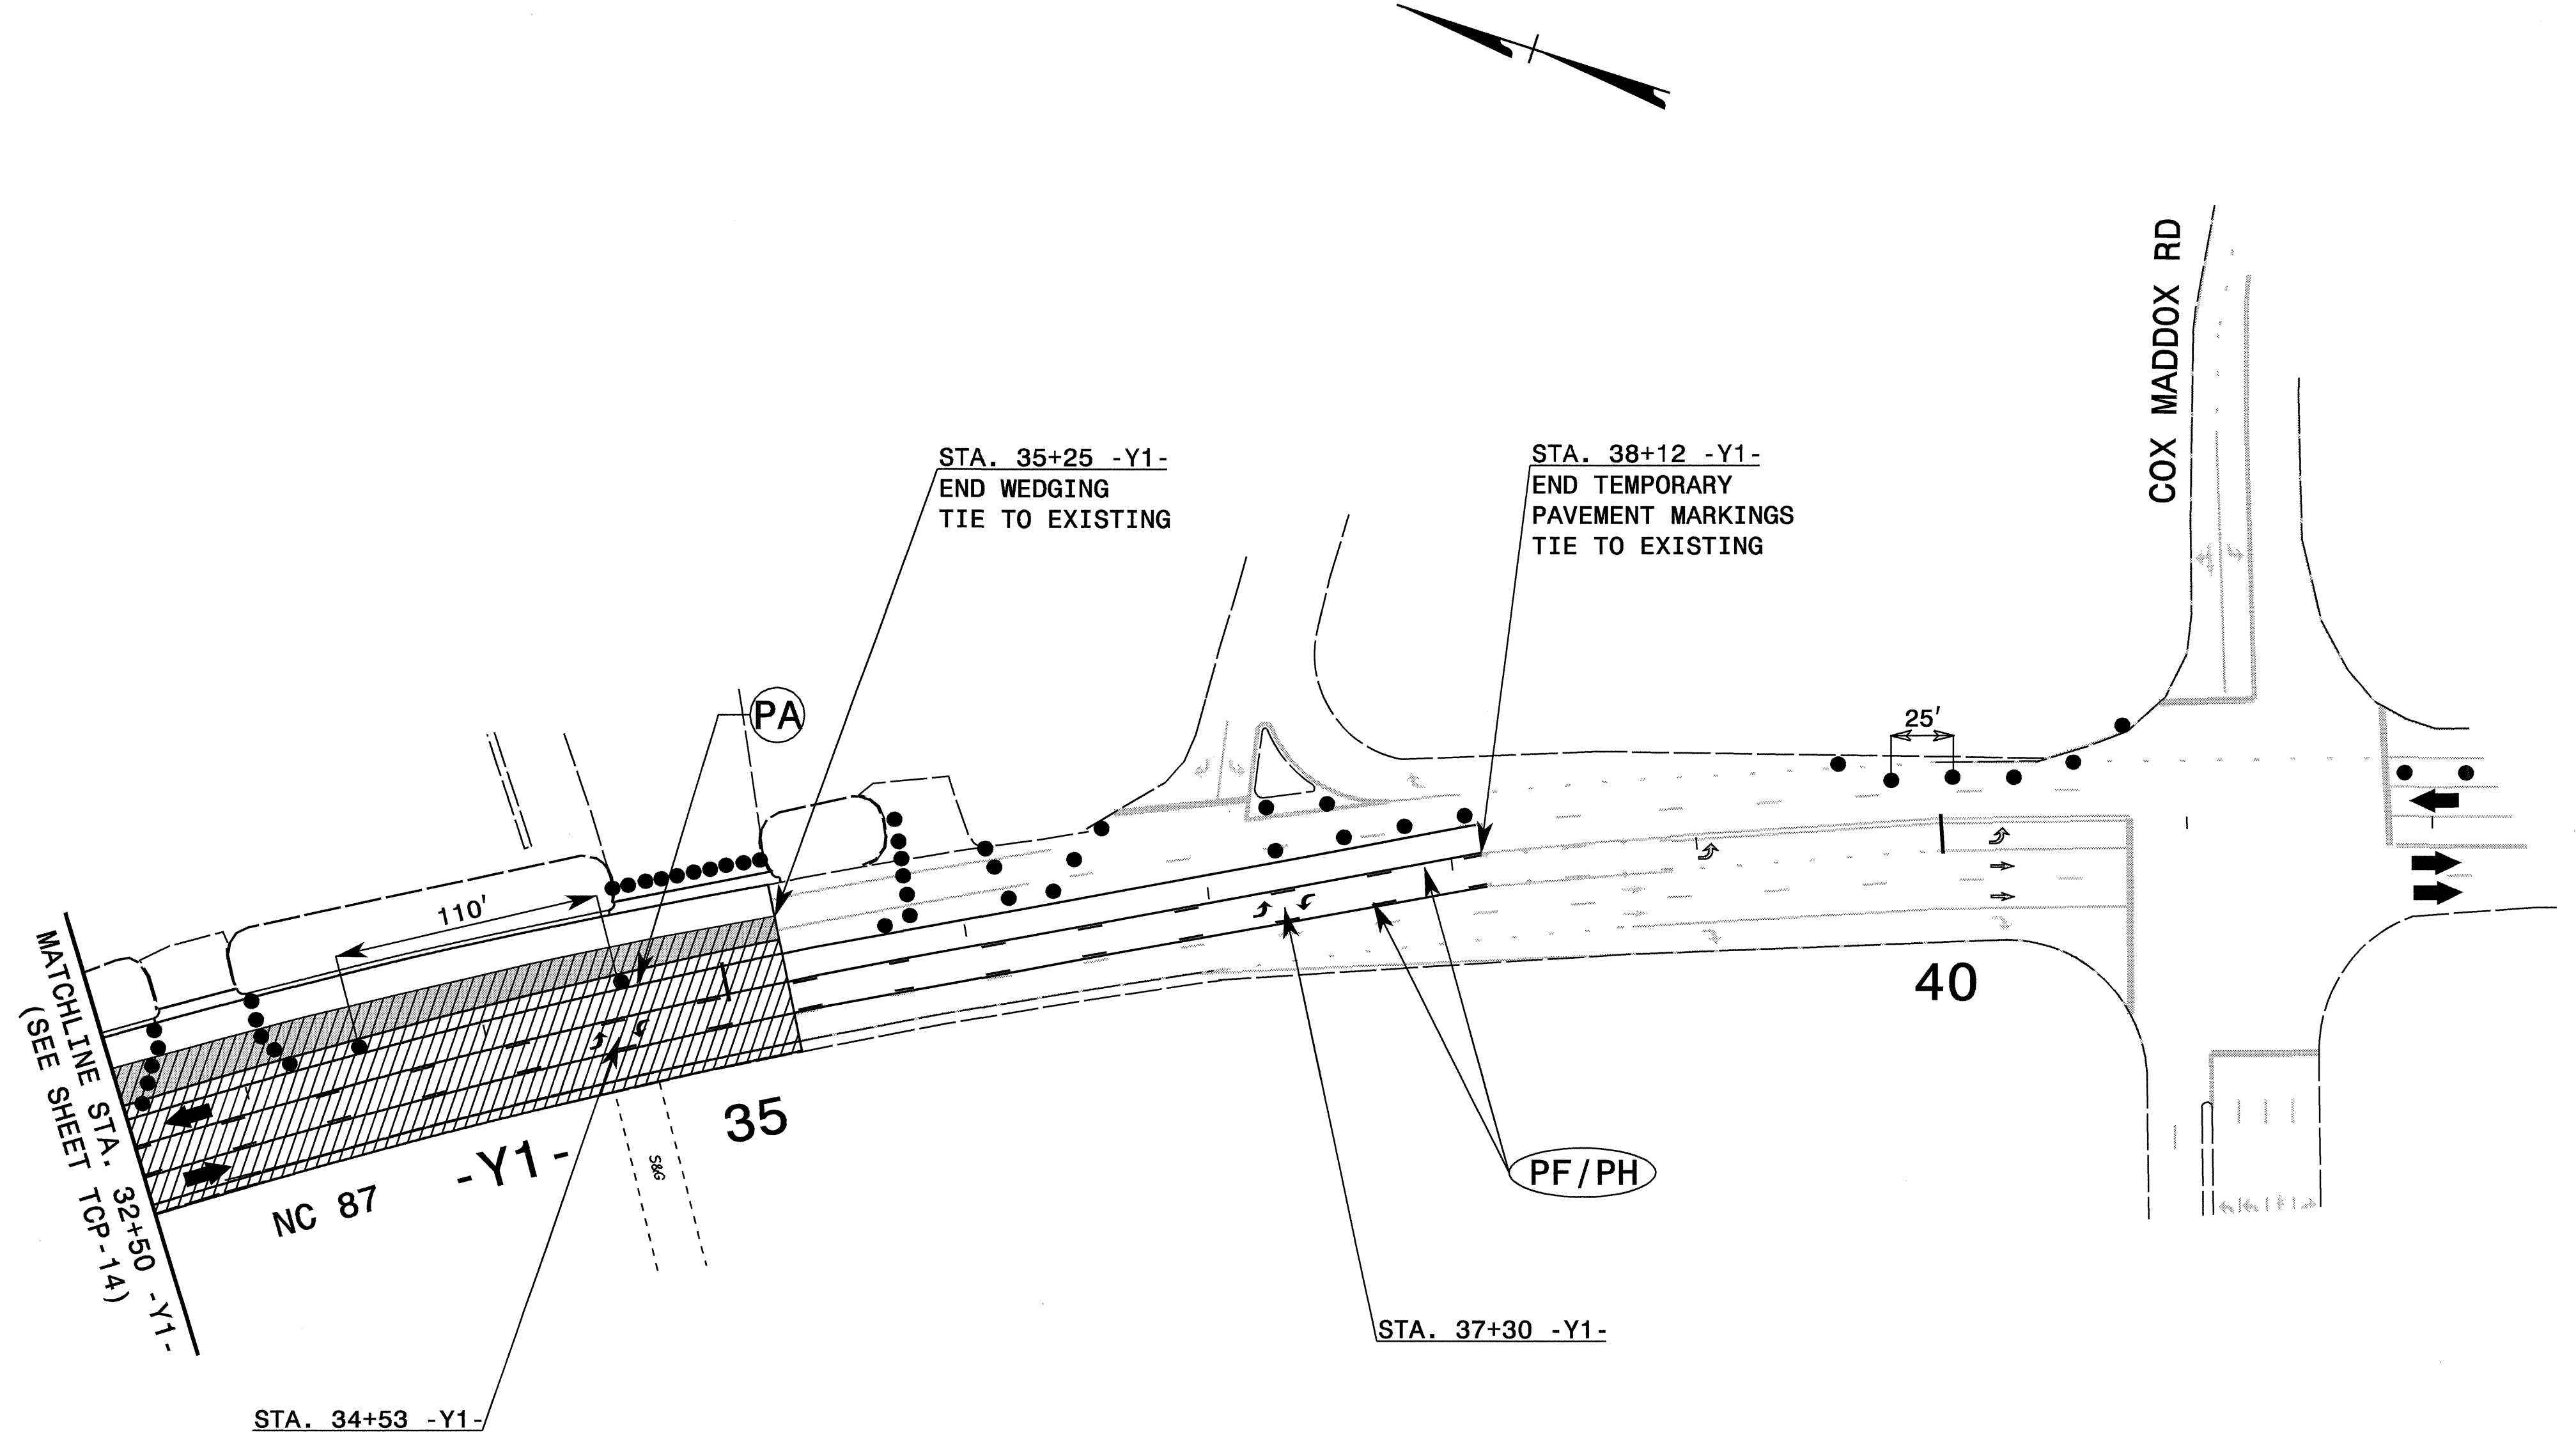 COX MADDOX RD
STA. 35+25 -Y1-
END WEDGING
TIE TO EXISTING
STA. 38+12 -Y1-
END TEMPORARY
PAVEMENT MARKINGS
TIE TO EXISTING
PA
25'
110'
40
35
MATCHLINE STA. 32+50 -Y1-
(SEE SHEET TCP-14)
-Y1-
NC 87
S&G
PF/PH
STA. 37+30 -Y1-
STA. 34+53 -Y1-